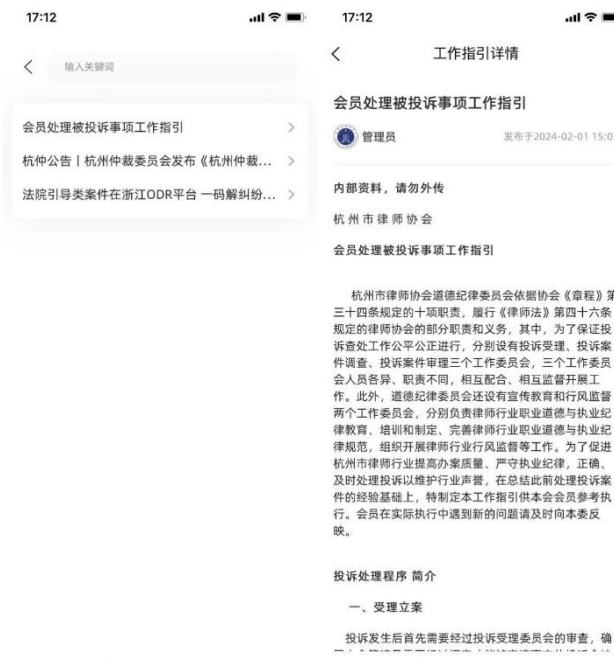 17:12
输入关键词
会员处理被投诉事项工作指引
杭仲公告丨杭州仲裁委员会发布《杭州仲裁...
法院引导类案件在浙江ODR平台 一码解纠纷...
17:12
工作指引详情
会员处理被投诉事项工作指引
管理员
发布于2024-02-01 15:0
内部资料，请勿外传
杭州市律师协会
会员处理被投诉事项工作指引
杭州市律师协会道德纪律委员会依据协会《章程》第
三十四条规定的十项职责，履行《律师法》第四十六条
规定的律师协会的部分职责和义务，其中，为了保证投
诉查处工作公平公正进行，分别设有投诉受理、投诉案
件调查、投诉案件审理三个工作委员会，三个工作委员
会人员各异、职责不同，相互配合、相互监督开展工
作。此外，道德纪律委员会还设有宣传教育和行风监督
两个工作委员会，分别负责律师行业职业道德与执业纪
律教育、培训和制定、完善律师行业职业道德与执业纪
律规范，组织开展律师行业行风监督等工作。为了促进
杭州市律师行业提高办案质量、严守执业纪律，正确、
及时处理投诉以维护行业声誉，在总结此前处理投诉案
件的经验基础上，特制定本工作指引供本会会员参考执
行。会员在实际执行中遇到新的问题请及时向本委反
映。
投诉处理程序 简介
一、受理立案
投诉发生后首先需要经过投诉受理委员会的审查，确